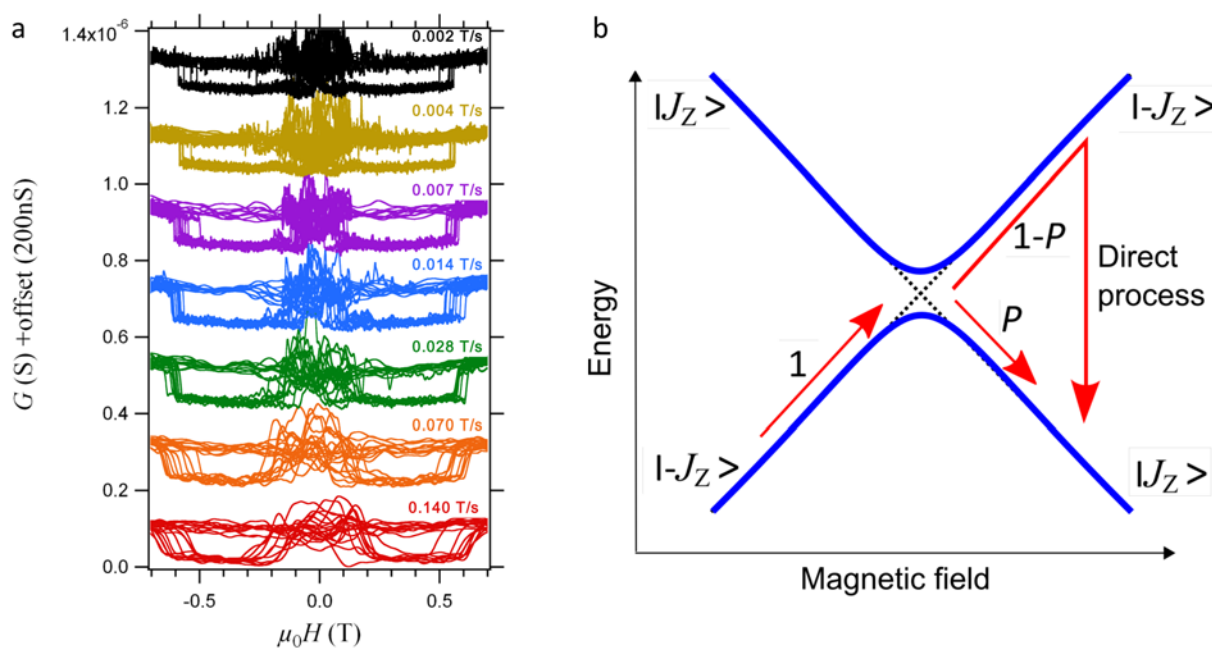 a
1.4x10⁻⁶
1.2
1.0
0.8
0.6
0.4
0.2
0.0
G (S) +offset (200nS)
0.002 T/s
0.004 T/s
0.007 T/s
0.014 T/s
0.028 T/s
0.070 T/s
0.140 T/s
-0.5
0.0
0.5
μ₀H (T)
b
|J_Z >
|-J_Z >
1-P
Direct
process
P
1
|-J_Z >
|J_Z >
Energy
Magnetic field